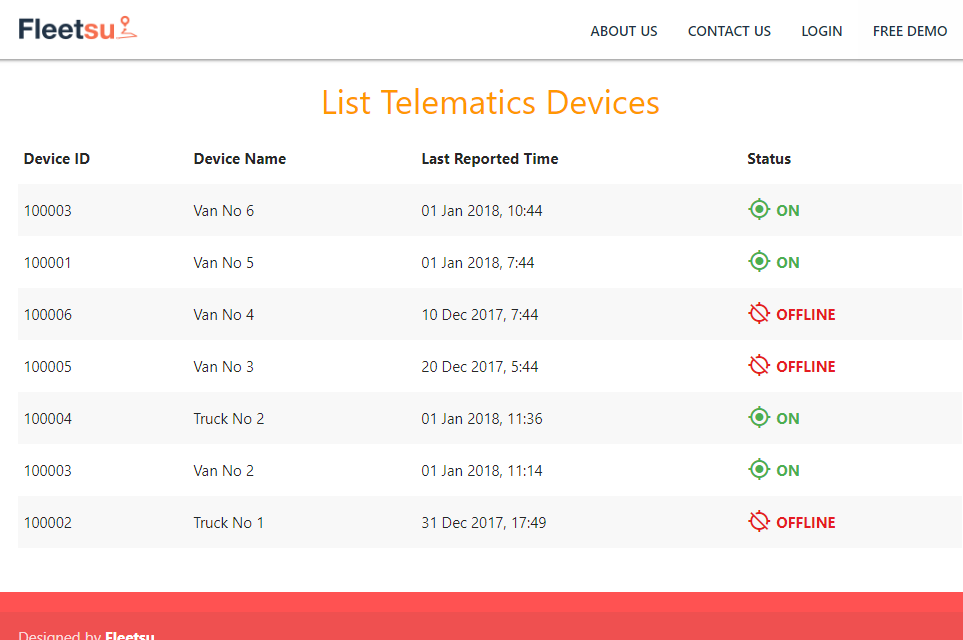 Fleetsu
ABOUT US CONTACT US LOGIN FREE DEMO
List Telematics Devices
Device ID Device Name Last Reported Time Status
100003 Van No 6 01 Jan 2018, 10:44 ON
100001 Van No 5 01 Jan 2018, 7:44 ON
100006 Van No 4 10 Dec 2017, 7:44 OFFLINE
100005 Van No 3 20 Dec 2017, 5:44 OFFLINE
100004 Truck No 2 01 Jan 2018, 11:36 ON
100003 Van No 2 01 Jan 2018, 11:14 ON
100002 Truck No 1 31 Dec 2017, 17:49 OFFLINE
Designed by Fleetsu